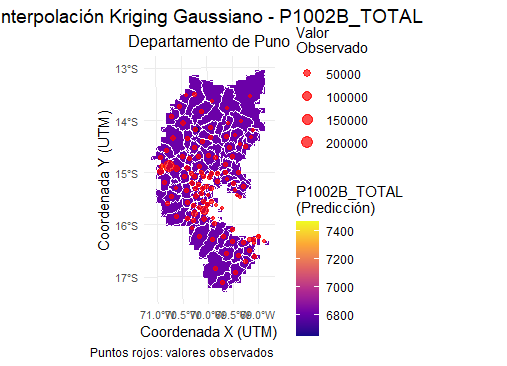 nterpolación Kriging Gaussiano - P1002B_TOTAL
Departamento de Puno
Valor
Observado
50000
100000
150000
200000
P1002B_TOTAL
(Predicción)
7400
7200
7000
6800
Coordenada Y (UTM)
13°S
14°S
15°S
16°S
17°S
71.0°W
70.5°W
70.0°W
69.5°W
69.0°W
Coordenada X (UTM)
Puntos rojos: valores observados